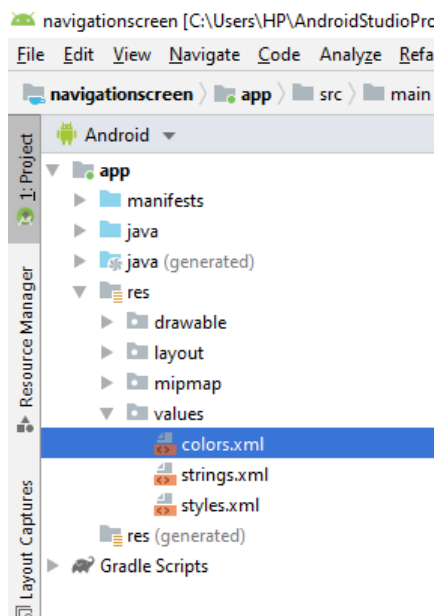 navigationscreen [C:\Users\HP\AndroidStudioPro
File Edit View Navigate Code Analyze Refa
navigationscreen app src main
1: Project
Android
app
manifests
java
java (generated)
res
drawable
layout
mipmap
values
colors.xml
strings.xml
styles.xml
res (generated)
Gradle Scripts
Resource Manager
Layout Captures